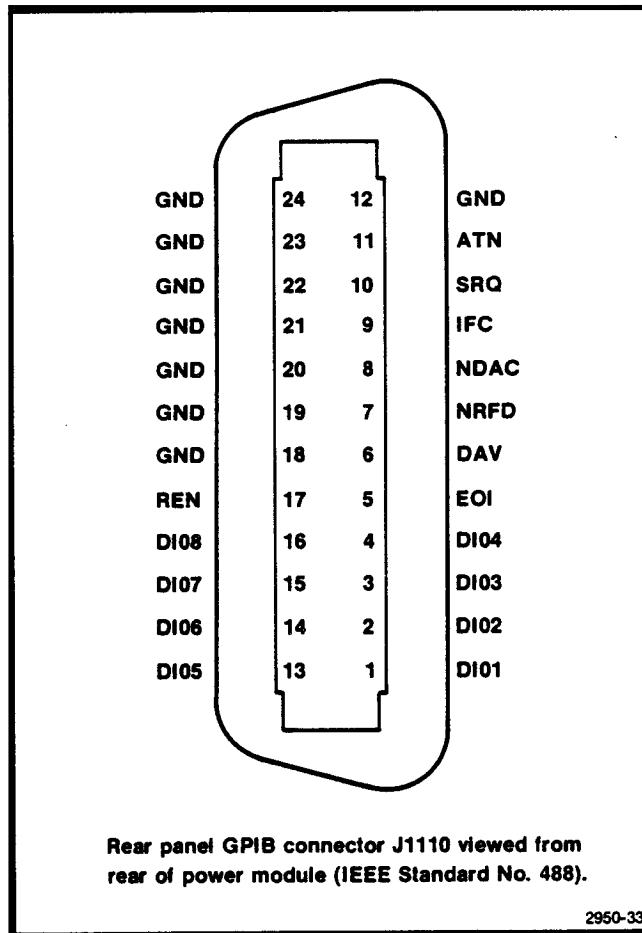 GND 24 12 GND
GND 23 11 ATN
GND 22 10 SRQ
GND 21 9 IFC
GND 20 8 NDAC
GND 19 7 NRFD
GND 18 6 DAV
REN 17 5 EOI
DI08 16 4 DI04
DI07 15 3 DI03
DI06 14 2 DI02
DI05 13 1 DI01
Rear panel GPIB connector J1110 viewed from
rear of power module (IEEE Standard No. 488).
2950-33